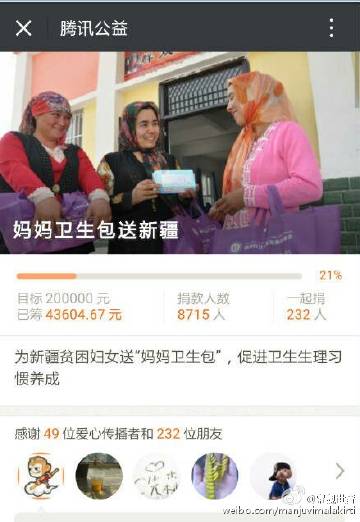 腾讯公益
妈妈卫生包送新疆
21%
目标 200000 元
捐款人数
一起捐
已筹 43604.67 元
8715 人
232 人
为新疆贫困妇女送“妈妈卫生包”，促进卫生生理习
惯养成
感谢 49 位爱心传播者和 232 位朋友
weibo.com/manjuvimalakirti